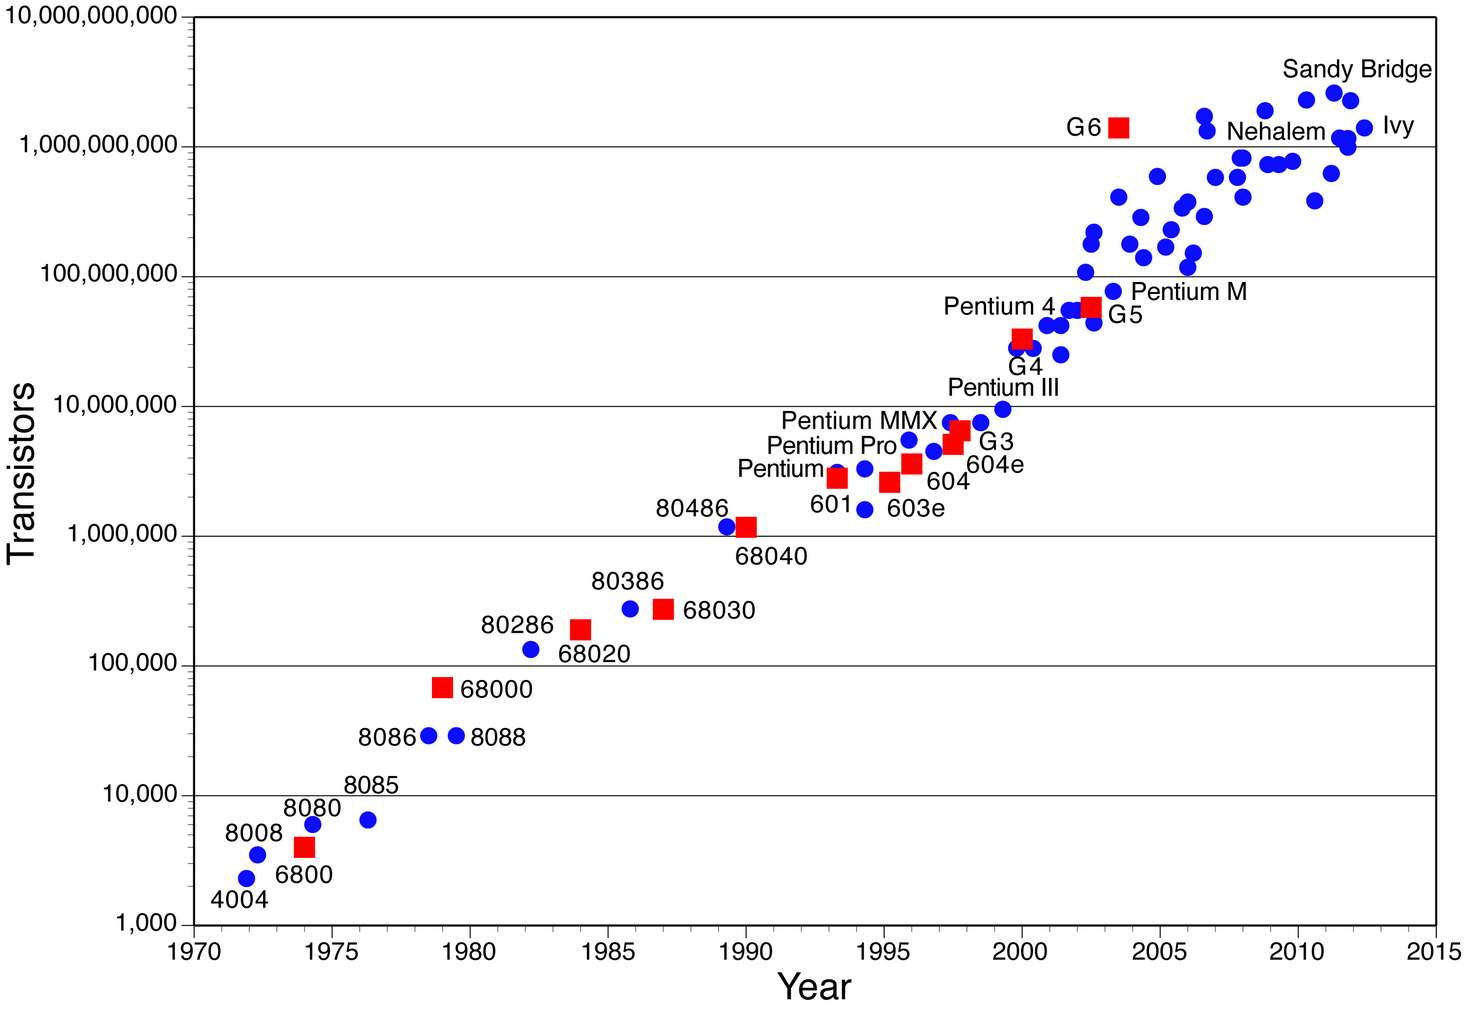 10,000,000,000
Sandy Bridge
G6
Nehalem
Ivy
1,000,000,000
100,000,000
Pentium M
Pentium 4
G5
G4
Pentium III
10,000,000
Pentium MMX
G3
Pentium Pro
604e
Pentium
604
601
603e
80486
1,000,000
68040
80386
68030
80286
68020
100,000
68000
8086
8088
10,000
8085
8080
8008
6800
4004
1,000
1970
1975
1980
1985
1990
1995
2000
2005
2010
2015
Year
Transistors